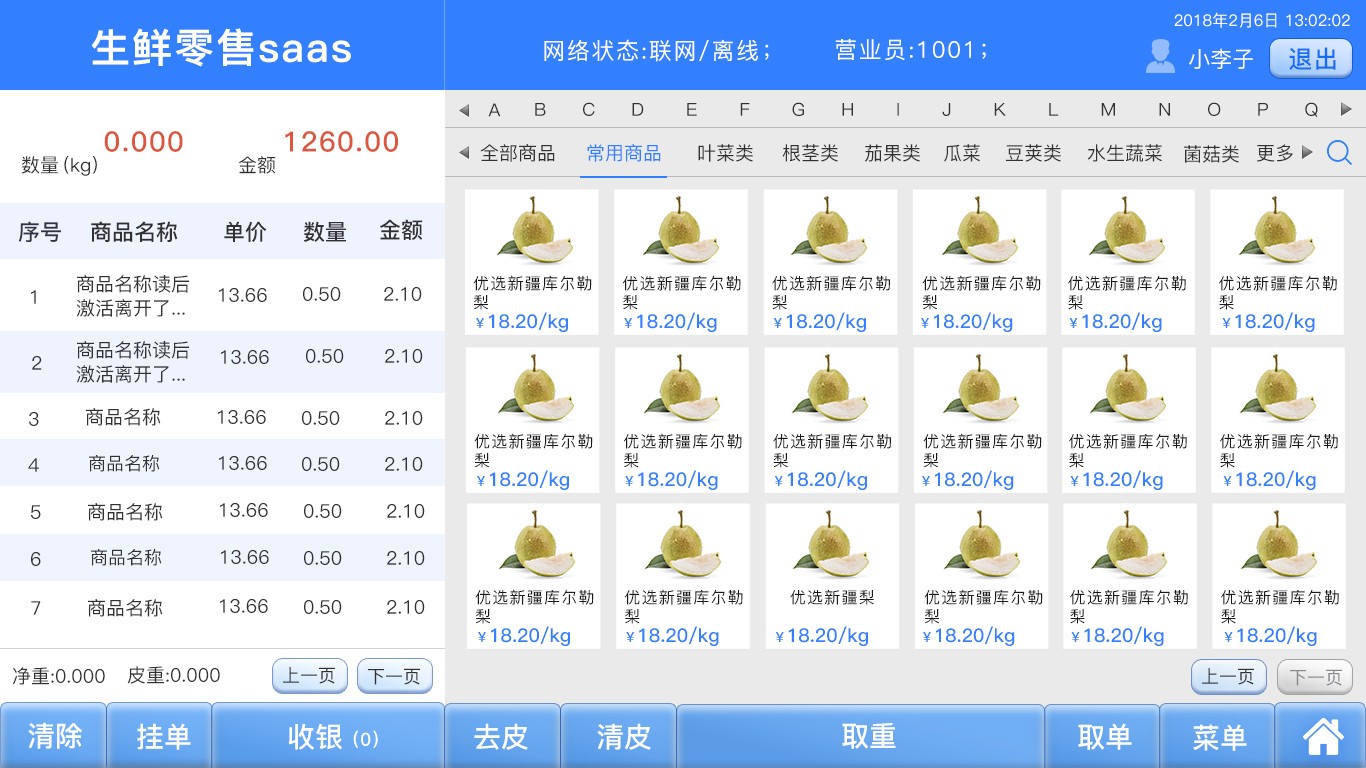 生鲜零售saas
网络状态:联网/离线；
营业员:1001；
2018年2月6日 13:02:02
小李子
退出
数量(kg)
0.000
金额
1260.00
A B C D E F G H I J K L M N O P Q
全部商品 常用商品 叶菜类 根茎类 茄果类 瓜菜 豆荚类 水生蔬菜 菌菇类 更多
序号 商品名称 单价 数量 金额
1 商品名称读后 13.66 0.50 2.10
激活离开了...
2 商品名称读后 13.66 0.50 2.10
激活离开了...
3 商品名称 13.66 0.50 2.10
4 商品名称 13.66 0.50 2.10
5 商品名称 13.66 0.50 2.10
6 商品名称 13.66 0.50 2.10
7 商品名称 13.66 0.50 2.10
净重:0.000 皮重:0.000 上一页 下一页
优选新疆库尔勒 优选新疆库尔勒 优选新疆库尔勒 优选新疆库尔勒 优选新疆库尔勒 优选新疆库尔勒
梨 梨 梨 梨 梨 梨
¥18.20/kg ¥18.20/kg ¥18.20/kg ¥18.20/kg ¥18.20/kg ¥18.20/kg
优选新疆库尔勒 优选新疆库尔勒 优选新疆库尔勒 优选新疆库尔勒 优选新疆库尔勒 优选新疆库尔勒
梨 梨 梨 梨 梨 梨
¥18.20/kg ¥18.20/kg ¥18.20/kg ¥18.20/kg ¥18.20/kg ¥18.20/kg
优选新疆库尔勒 优选新疆库尔勒 优选新疆梨 优选新疆库尔勒 优选新疆库尔勒 优选新疆库尔勒
梨 梨 梨 梨 梨
¥18.20/kg ¥18.20/kg ¥18.20/kg ¥18.20/kg ¥18.20/kg ¥18.20/kg
上一页 下一页
清除 挂单 收银 (0) 去皮 清皮 取重 取单 菜单